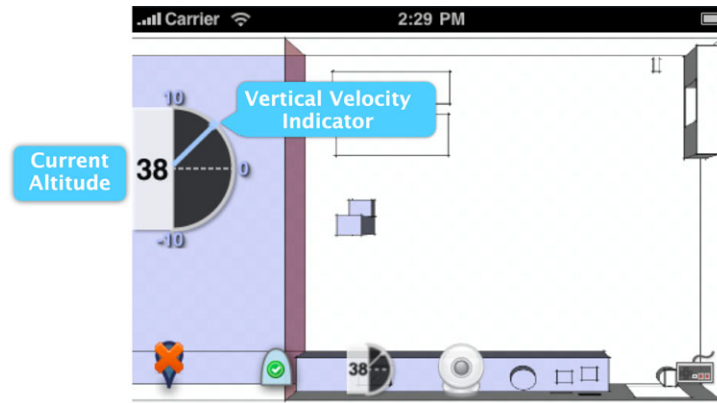 Carrier
2:29 PM
10
Vertical Velocity
Indicator
Current
Altitude
38
0
-10
38